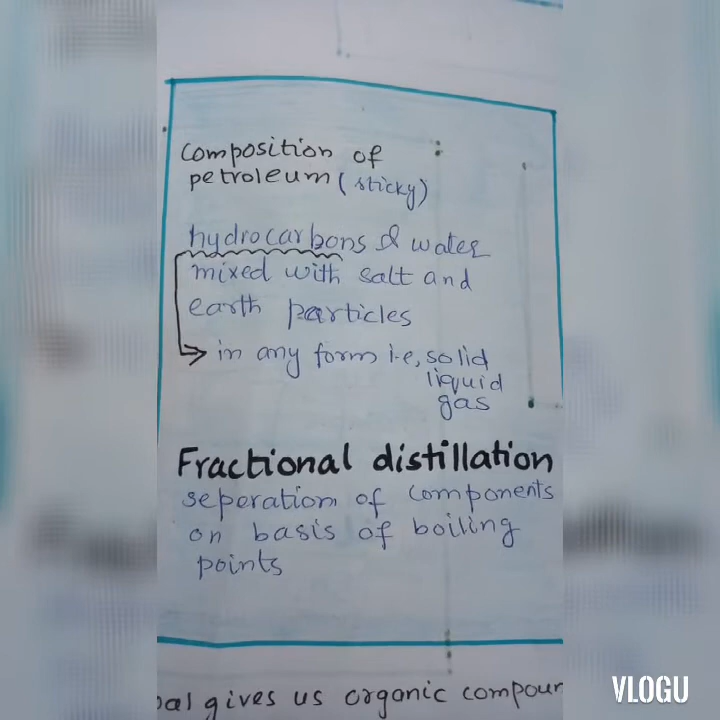 composition of
petroleum (sticky)
hydrocarbons & water
mixed with salt and
earth particles
in any form i.e, solid
liquid
gas
Fractional distillation
seperation of components
on basis of boiling
points
gives us organic
VLOGU